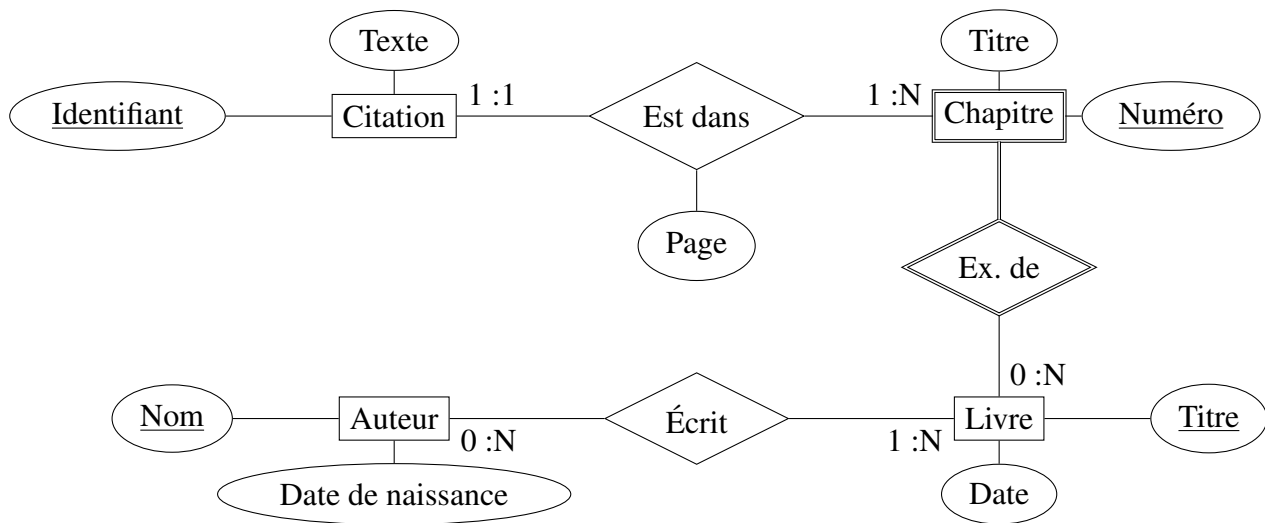 Texte
Titre
Identifiant
Citation
1 :1
Est dans
1 :N
Chapitre
Numéro
Page
Ex. de
0 :N
Nom
Auteur
0 :N
Écrit
1 :N
Livre
Titre
Date de naissance
Date